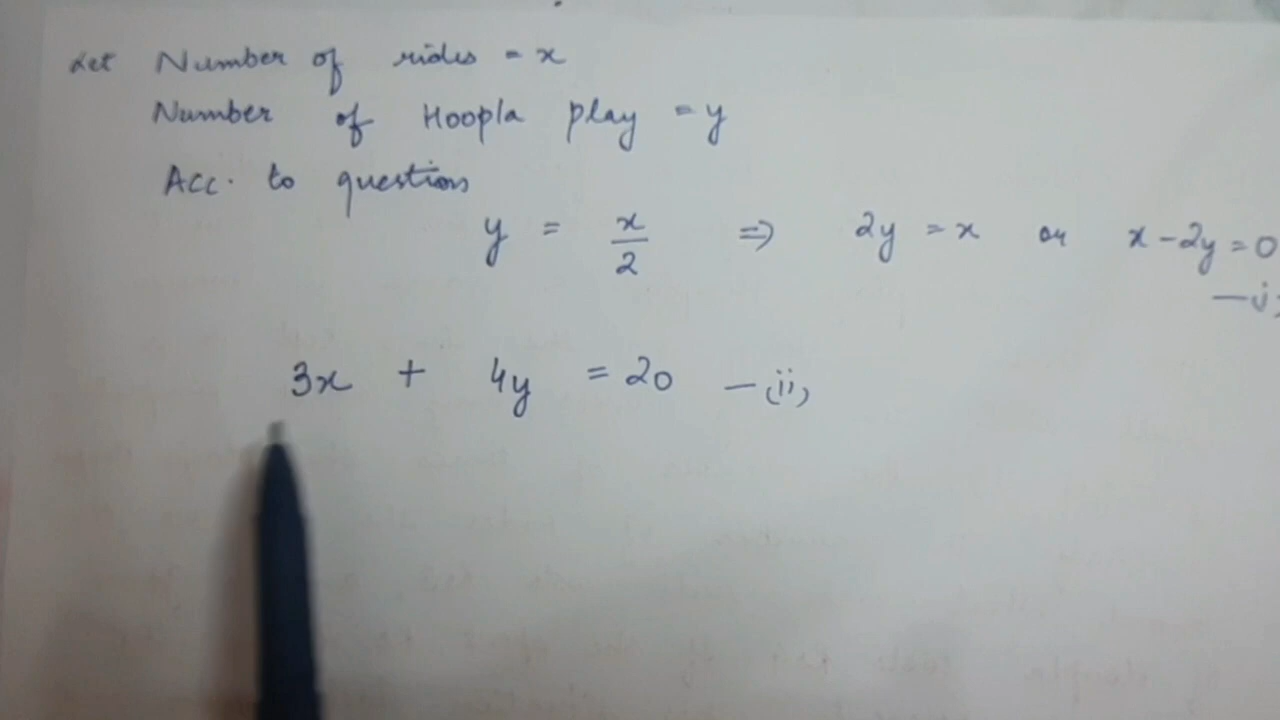 Let Number of rides = x
Number of Hoopla play = y
Acc. to question
y = x/2 => 2y = x or x - 2y = 0
—(i)
3x + 4y = 20 —(ii)